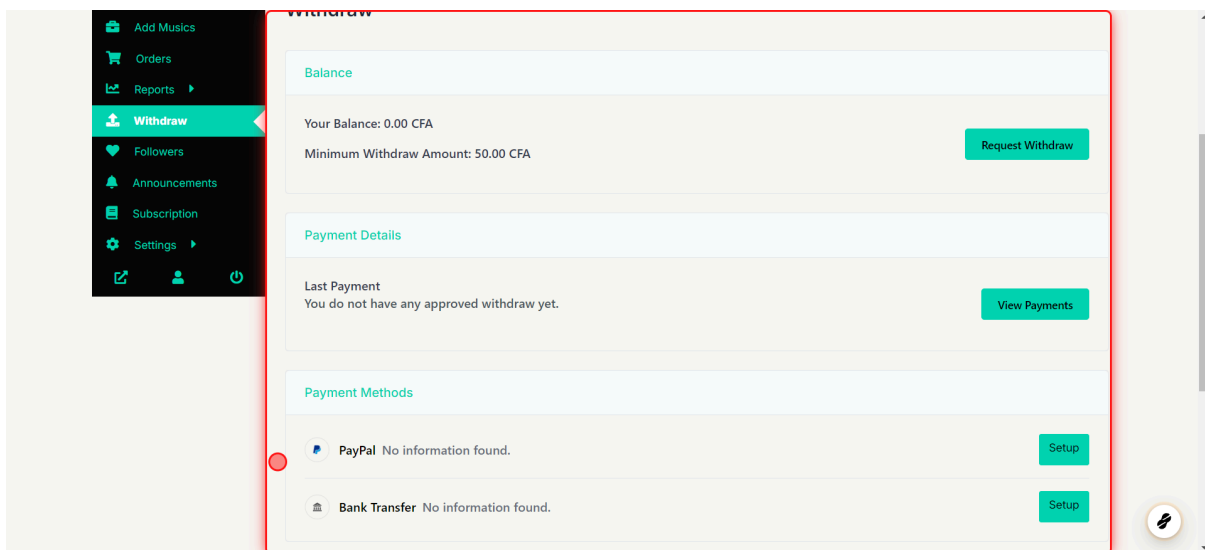 Withdraw
Add Musics
Orders
Reports
Withdraw
Followers
Announcements
Subscription
Settings
Balance
Your Balance: 0.00 CFA
Minimum Withdraw Amount: 50.00 CFA
Request Withdraw
Payment Details
Last Payment
You do not have any approved withdraw yet.
View Payments
Payment Methods
PayPal No information found.
Setup
Bank Transfer No information found.
Setup